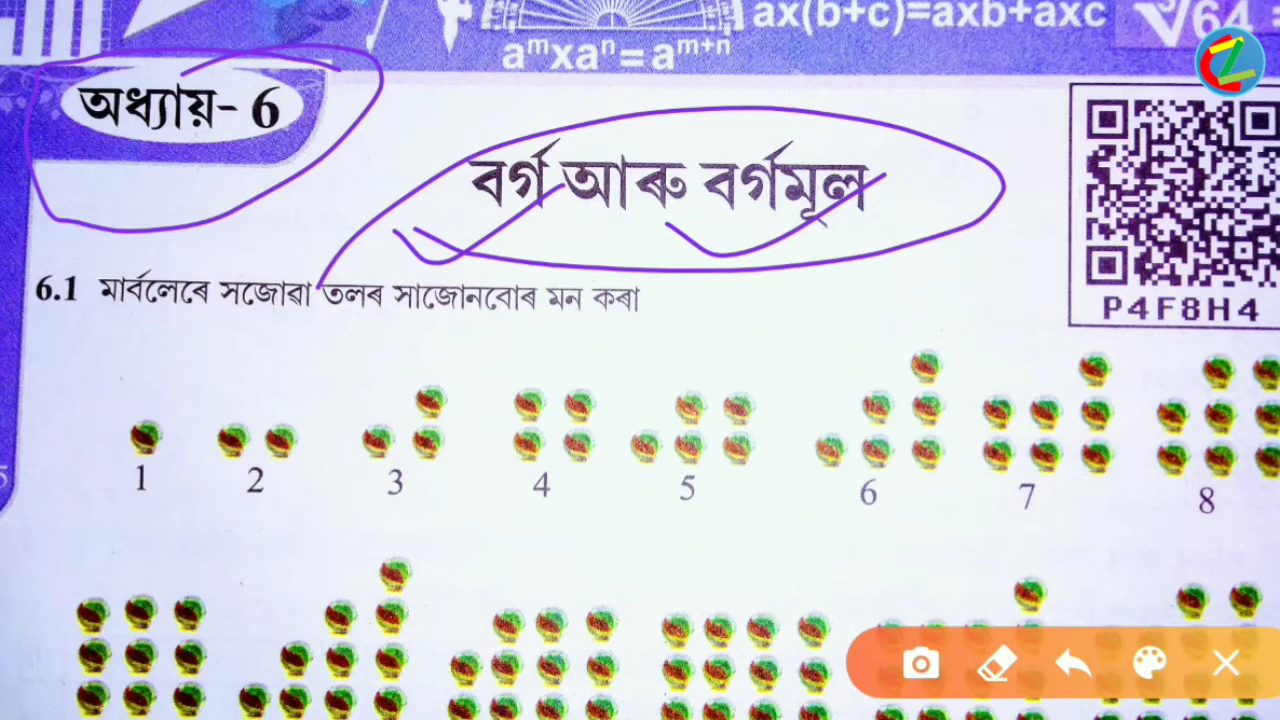 ax(b+c)=axb+axc
∛64 =
aᵐxaⁿ=aᵐ⁺ⁿ
অধ্যায়- 6
বৰ্গ আৰু বৰ্গমূল
P4F8H4
6.1 মাৰ্বলেৰে সজোৱা তলৰ সাজোনবোৰ মন কৰা
1 2 3 4 5 6 7 8